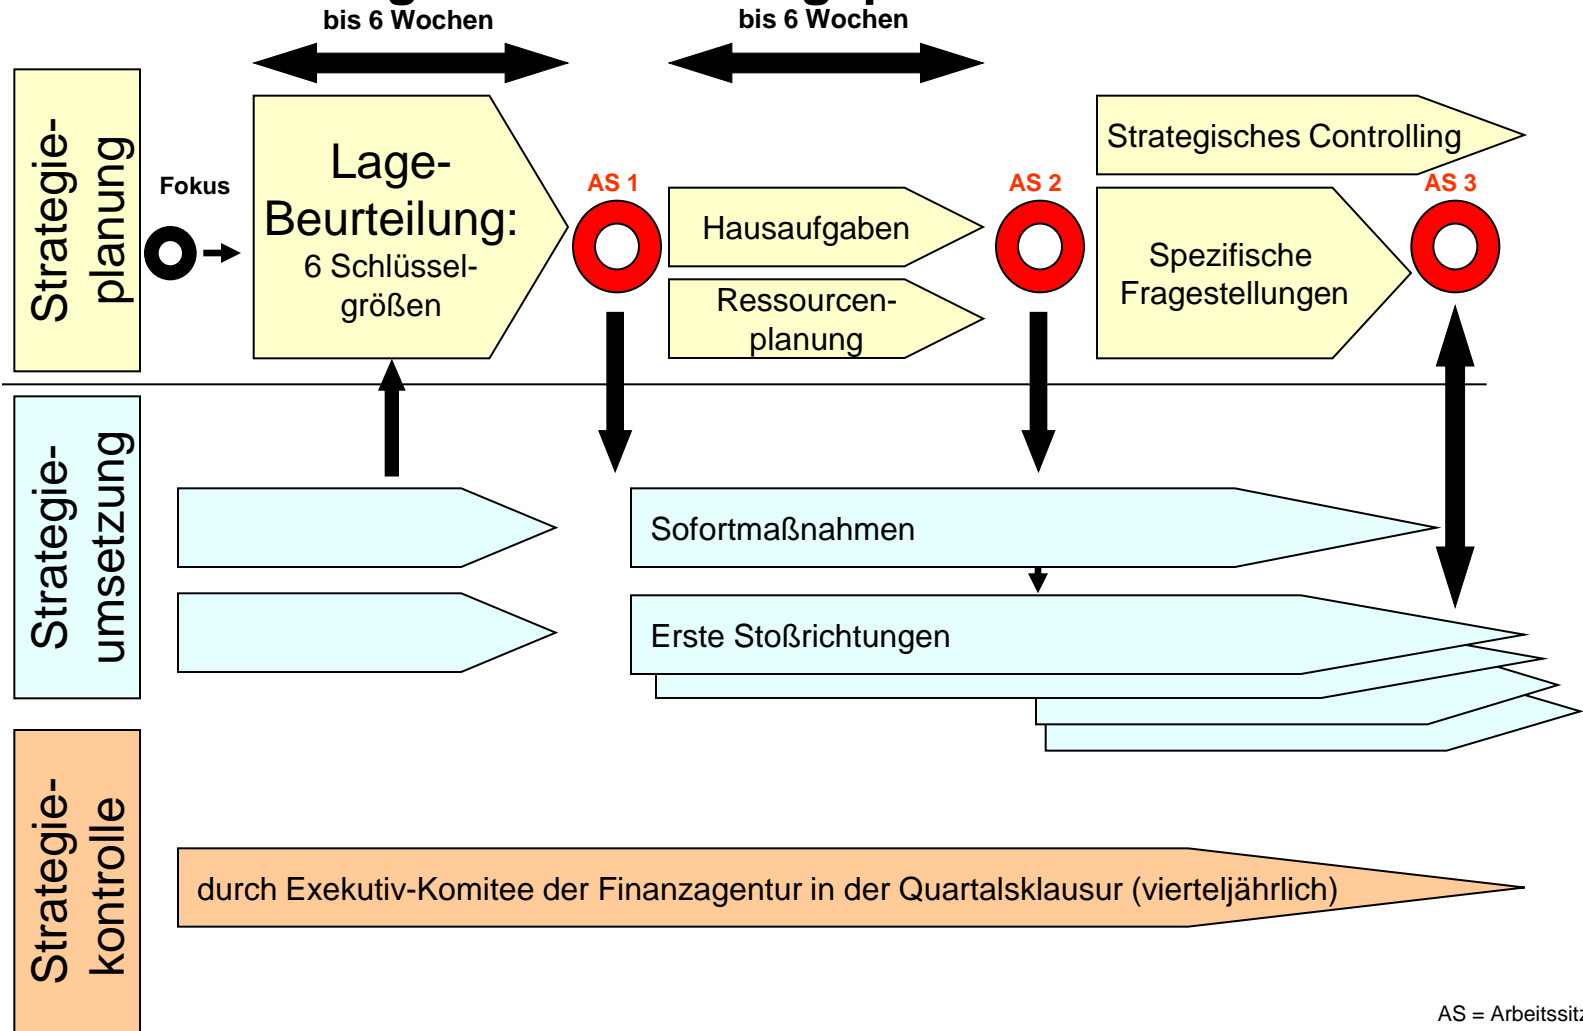 bis 6 Wochen
bis 6 Wochen
Strategie-
planung
Fokus
Lage-
Beurteilung:
6 Schlüssel-
größen
AS 1
Hausaufgaben
Ressourcen-
planung
AS 2
Strategisches Controlling
Spezifische
Fragestellungen
AS 3
Strategie-
umsetzung
Sofortmaßnahmen
Erste Stoßrichtungen
Strategie-
kontrolle
durch Exekutiv-Komitee der Finanzagentur in der Quartalsklausur (vierteljährlich)
AS = Arbeitssitz